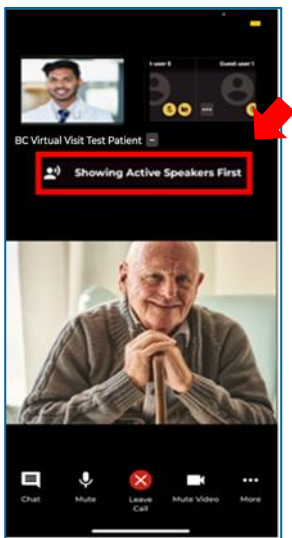 t user 5
Guest user 1
BC Virtual Visit Test Patient
Showing Active Speakers First
Chat
Mute
Leave
Call
Mute Video
More